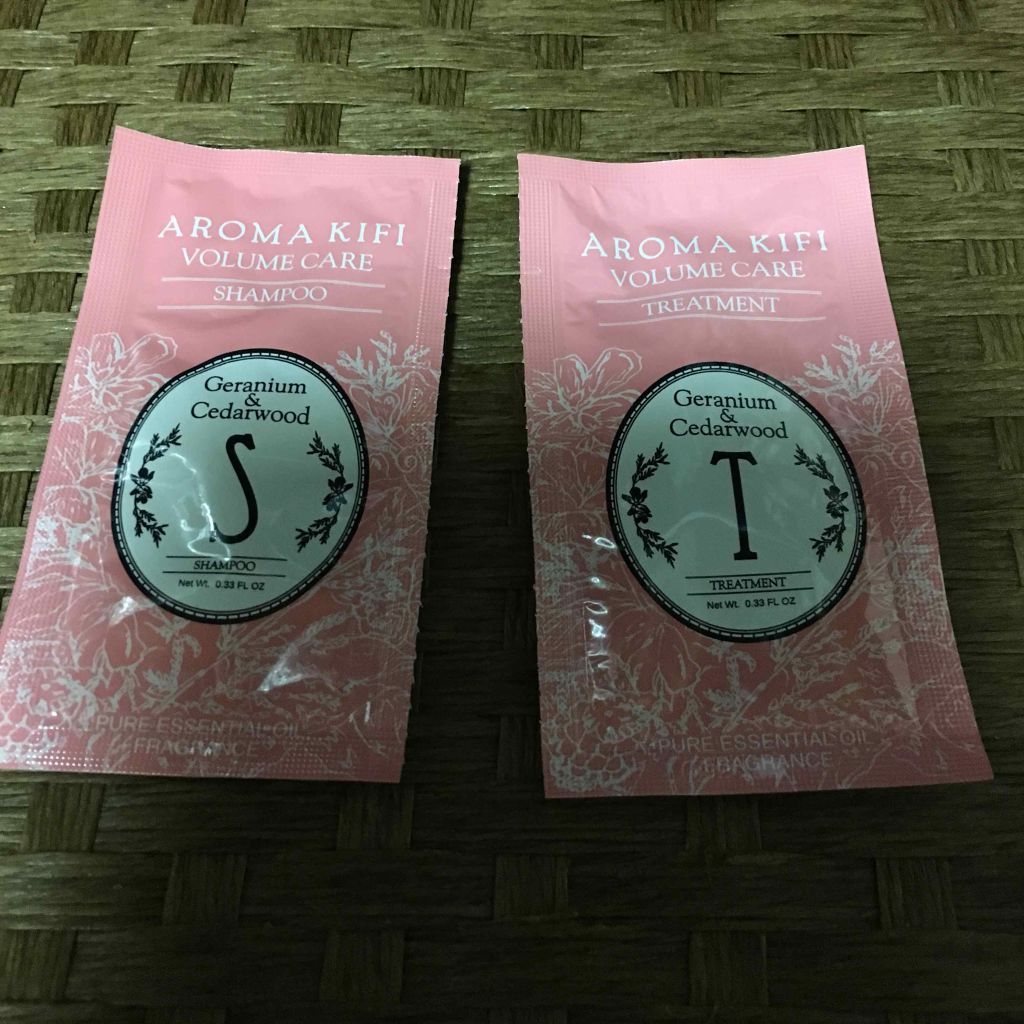 AROMA KIFI
VOLUME CARE
SHAMPOO
Geranium
&
Cedarwood
S
SHAMPOO
Net Wt. 0.33 FL OZ
PURE ESSENTIAL OIL
FRAGRANCE
AROMA KIFI
VOLUME CARE
TREATMENT
Geranium
&
Cedarwood
T
TREATMENT
Net Wt. 0.33 FL OZ
PURE ESSENTIAL OIL
FRAGRANCE